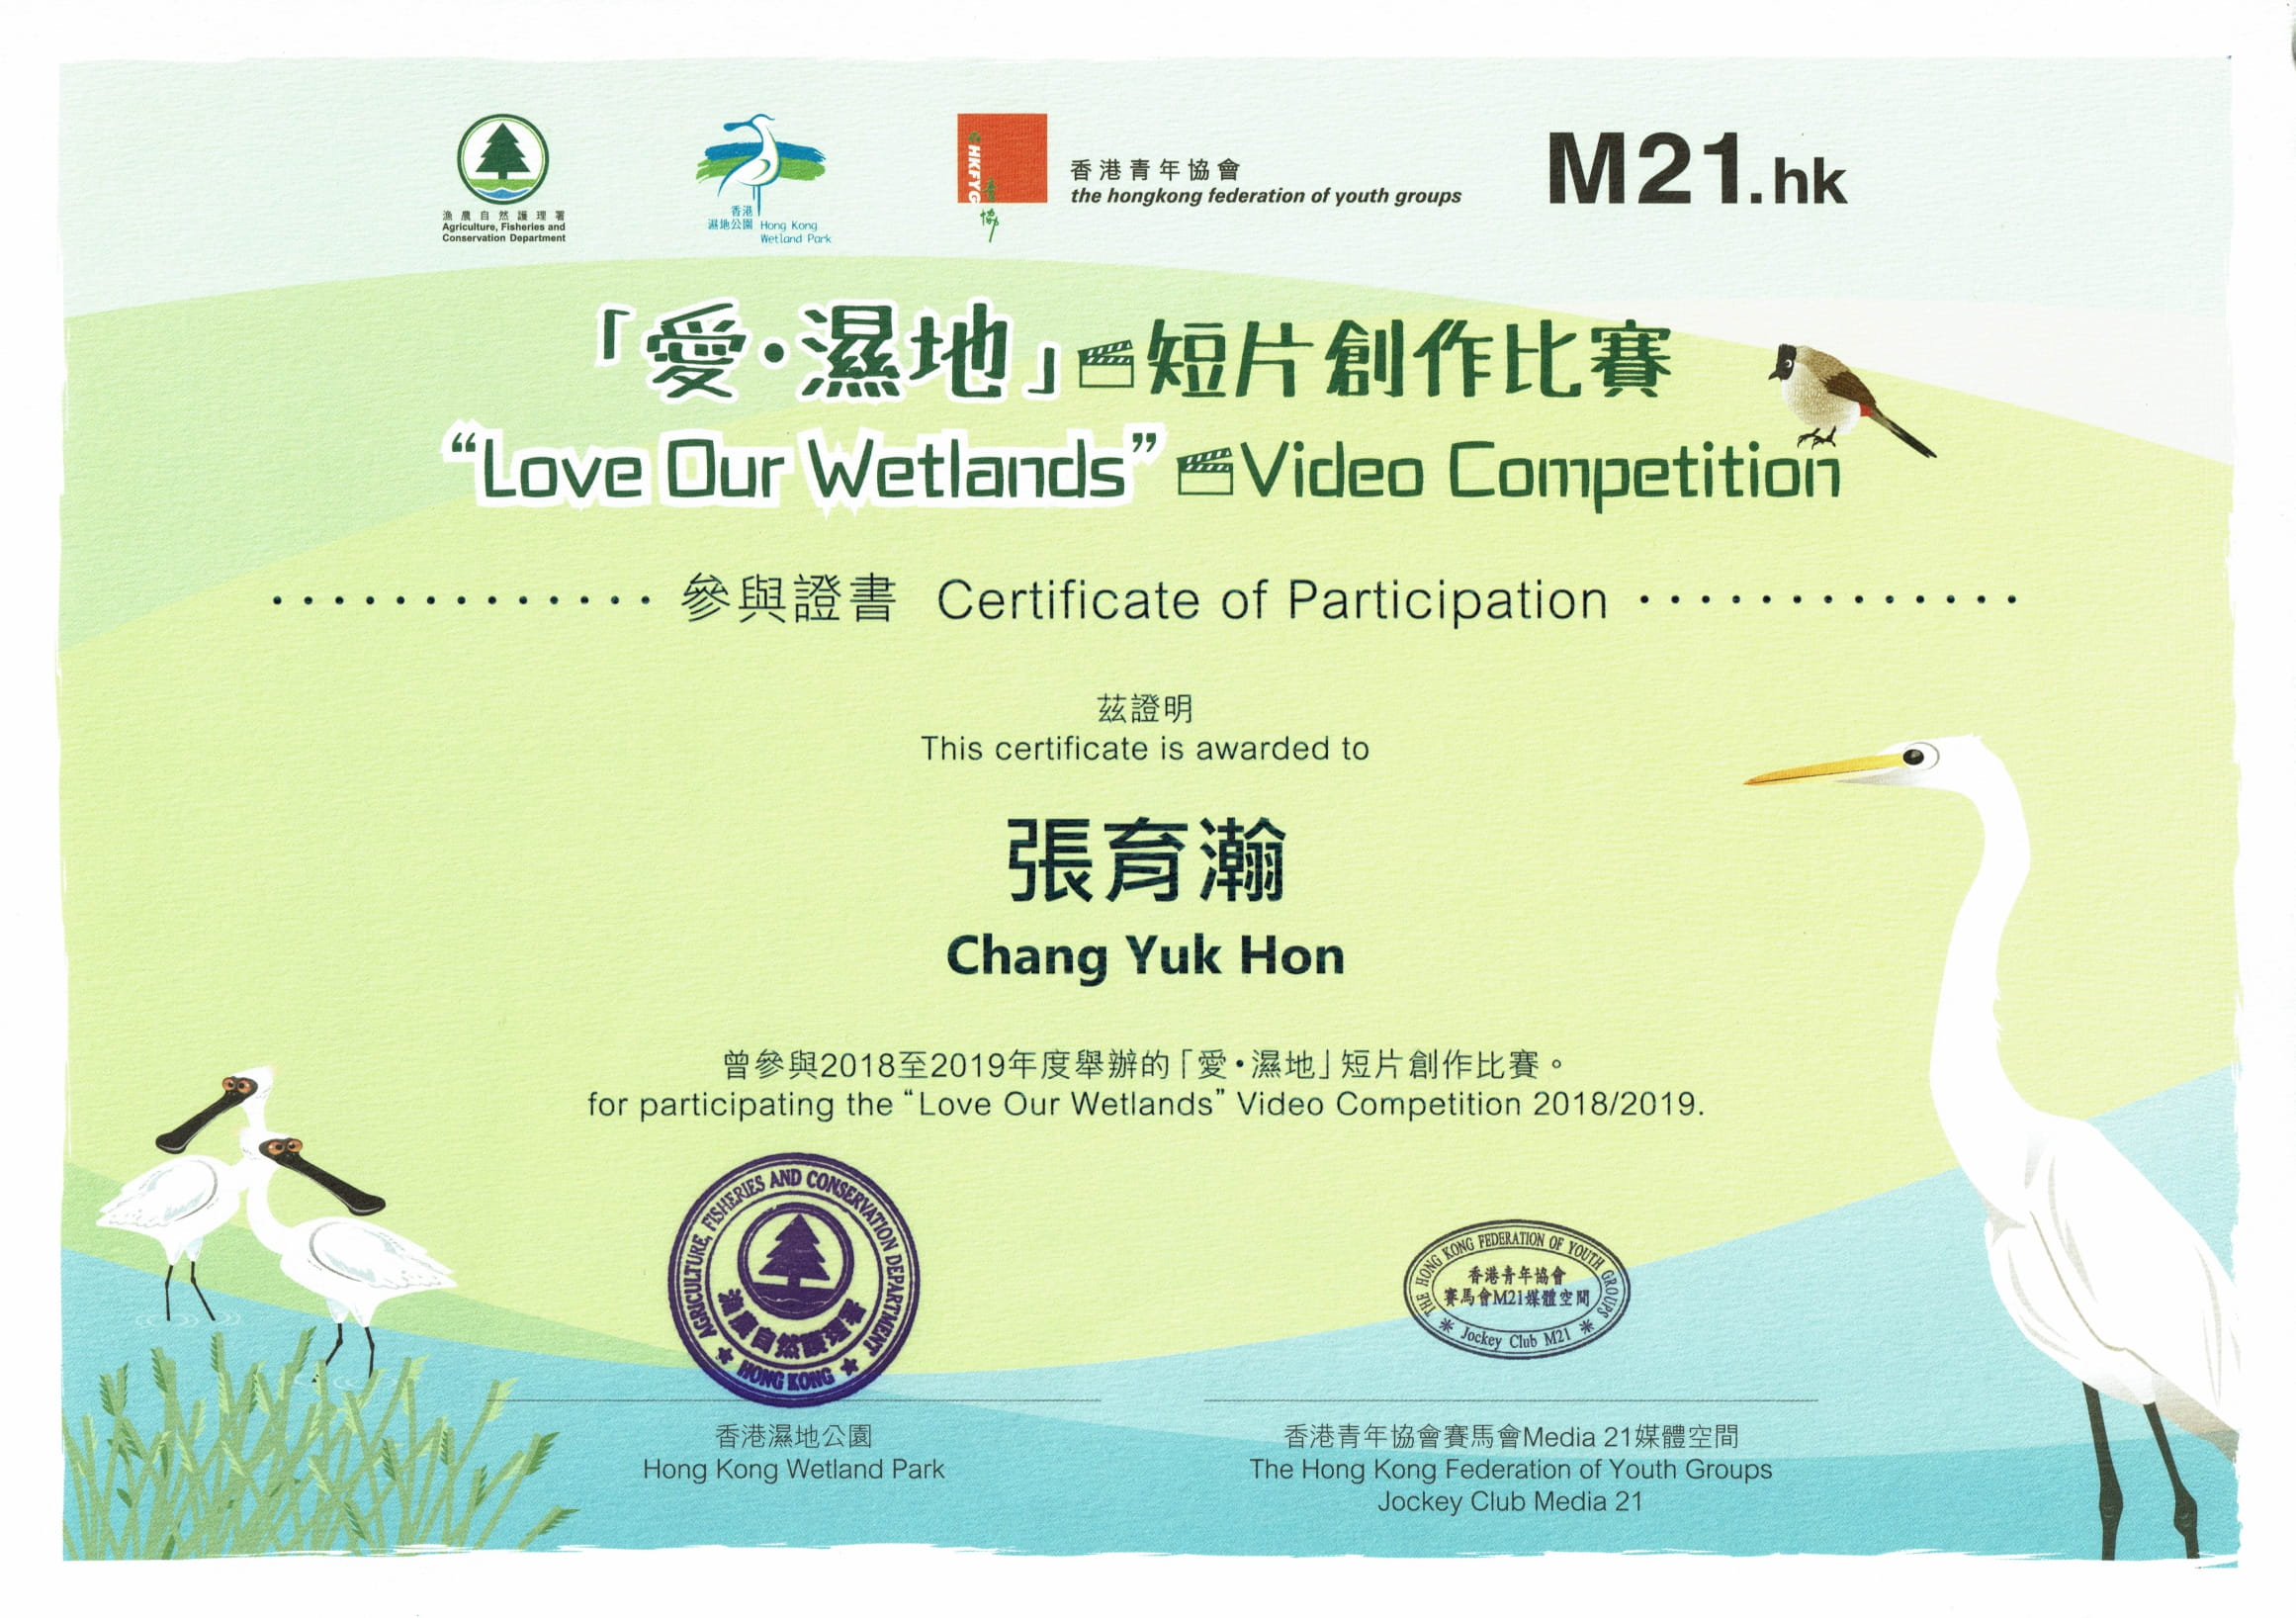 漁農自然護理署
Agriculture, Fisheries and
Conservation Department
香港
濕地公園 Hong Kong
Wetland Park
HKFYG
青協
香港青年協會
the hongkong federation of youth groups
M21.hk
「愛・濕地」短片創作比賽
“Love Our Wetlands” Video Competition
參與證書 Certificate of Participation
茲證明
This certificate is awarded to
張育瀚
Chang Yuk Hon
曾參與2018至2019年度舉辦的「愛・濕地」短片創作比賽。
for participating the “Love Our Wetlands” Video Competition 2018/2019.
AGRICULTURE, FISHERIES AND CONSERVATION DEPARTMENT
漁農自然護理署
★ HONG KONG ★
THE HONG KONG FEDERATION OF YOUTH GROUPS
香港青年協會
賽馬會M21媒體空間
Jockey Club M21
香港濕地公園
Hong Kong Wetland Park
香港青年協會賽馬會Media 21媒體空間
The Hong Kong Federation of Youth Groups
Jockey Club Media 21